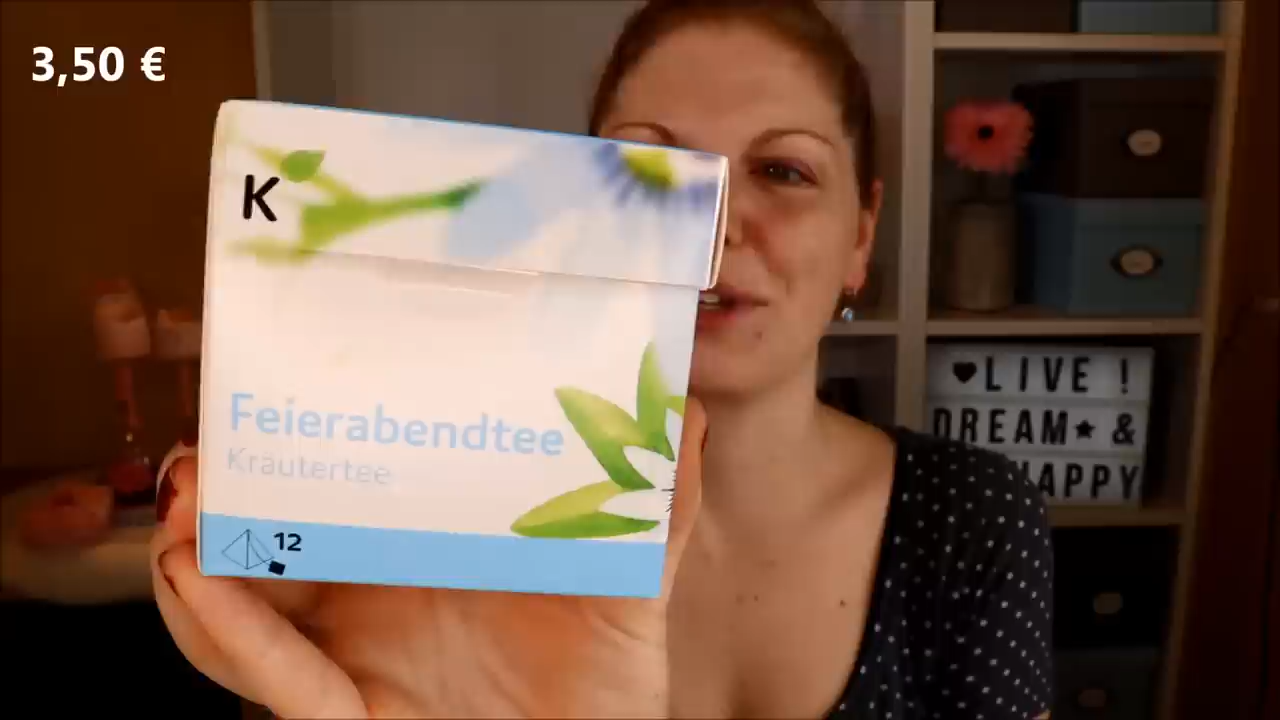 3,50 €
K
Feierabendtee
Kräutertee
12
♥LIVE !
DREAM★ &
APPY